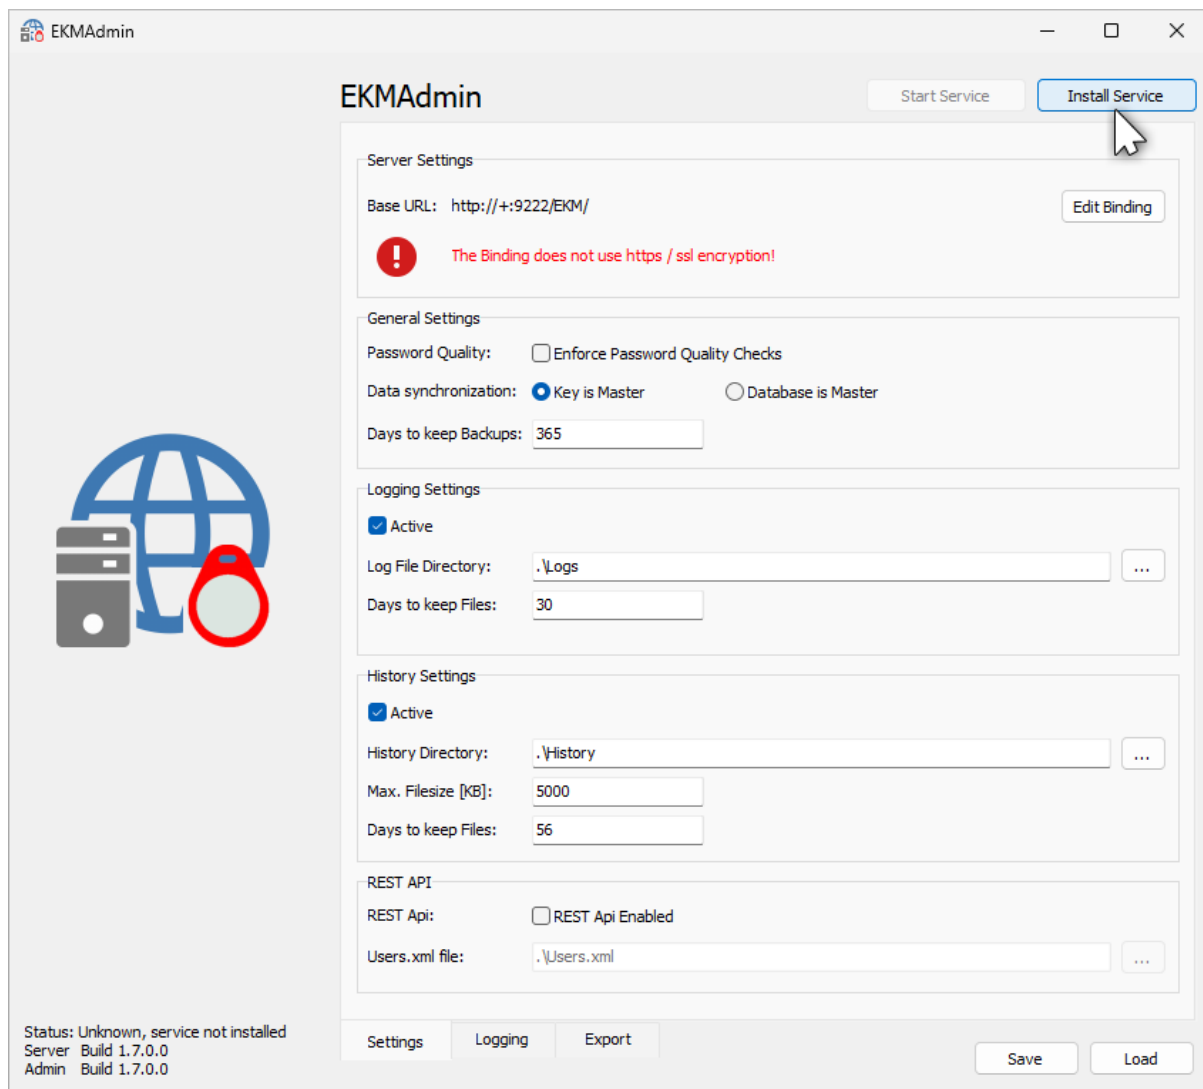 EKMAdmin
EKMAdmin
Start Service
Install Service
Server Settings
Base URL: http://+:9222/EKM/
Edit Binding
The Binding does not use https / ssl encryption!
General Settings
Password Quality: Enforce Password Quality Checks
Data synchronization: Key is Master Database is Master
Days to keep Backups: 365
Logging Settings
Active
Log File Directory: .\Logs ...
Days to keep Files: 30
History Settings
Active
History Directory: .\History ...
Max. Filesize [KB]: 5000
Days to keep Files: 56
REST API
REST Api: REST Api Enabled
Users.xml file: .\Users.xml ...
Status: Unknown, service not installed
Server Build 1.7.0.0
Admin Build 1.7.0.0
Settings Logging Export
Save Load